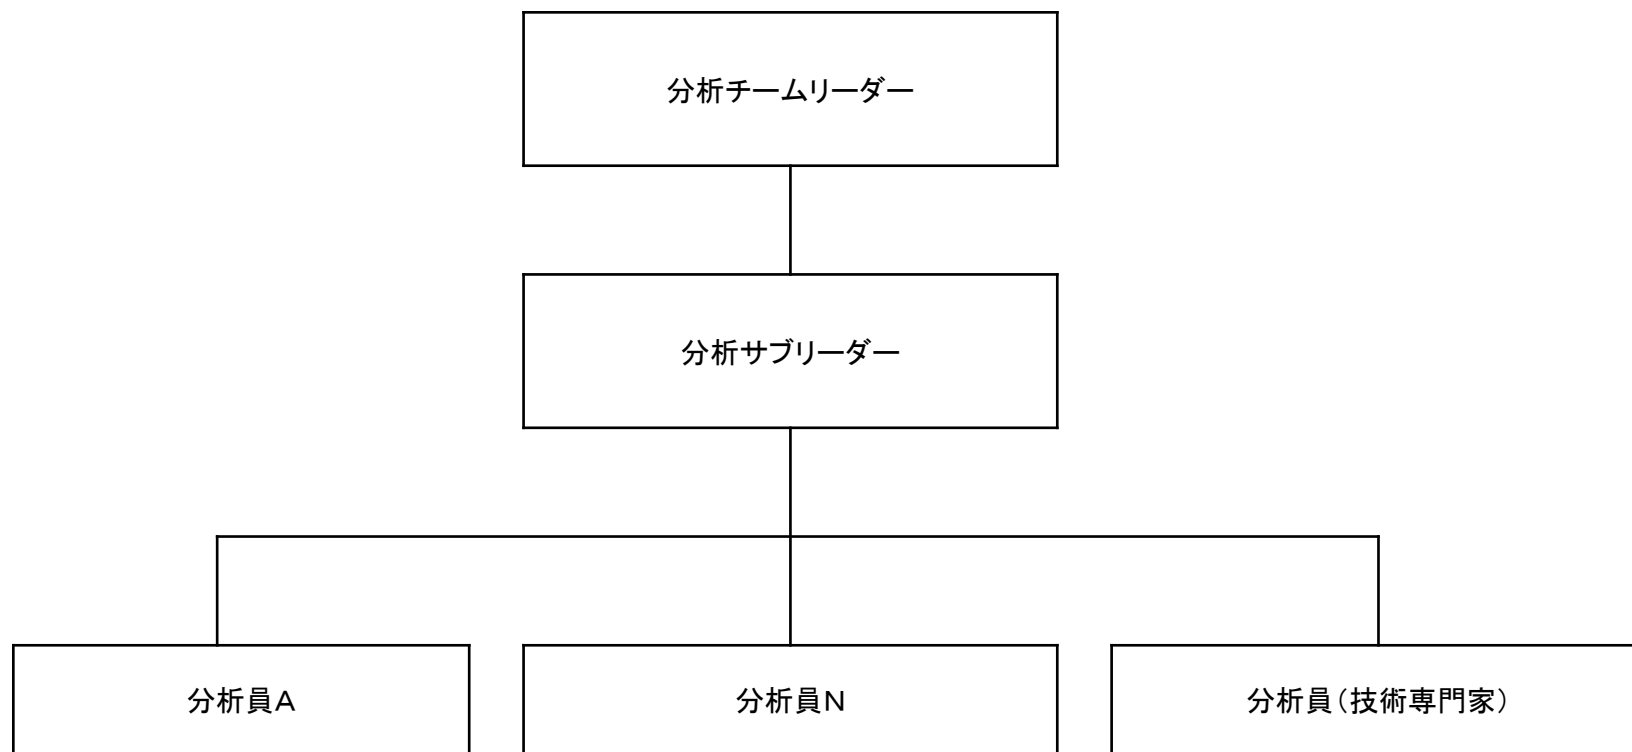 分析チームリーダー
分析サブリーダー
分析員A
分析員N
分析員(技術専門家)